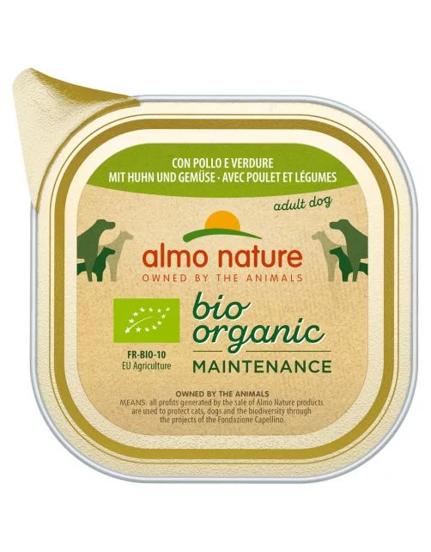 CON POLLO E VERDURE
MIT HUHN UND GEMÜSE • AVEC POULET ET LÉGUMES
adult dog
almo nature
OWNED BY THE ANIMALS
bio
organic
MAINTENANCE
FR-BIO-10
EU Agriculture
OWNED BY THE ANIMALS
MEANS: all profits generated by the sale of Almo Nature products
are used to protect cats, dogs and the biodiversity through
the projects of the Fondazione Capellino.